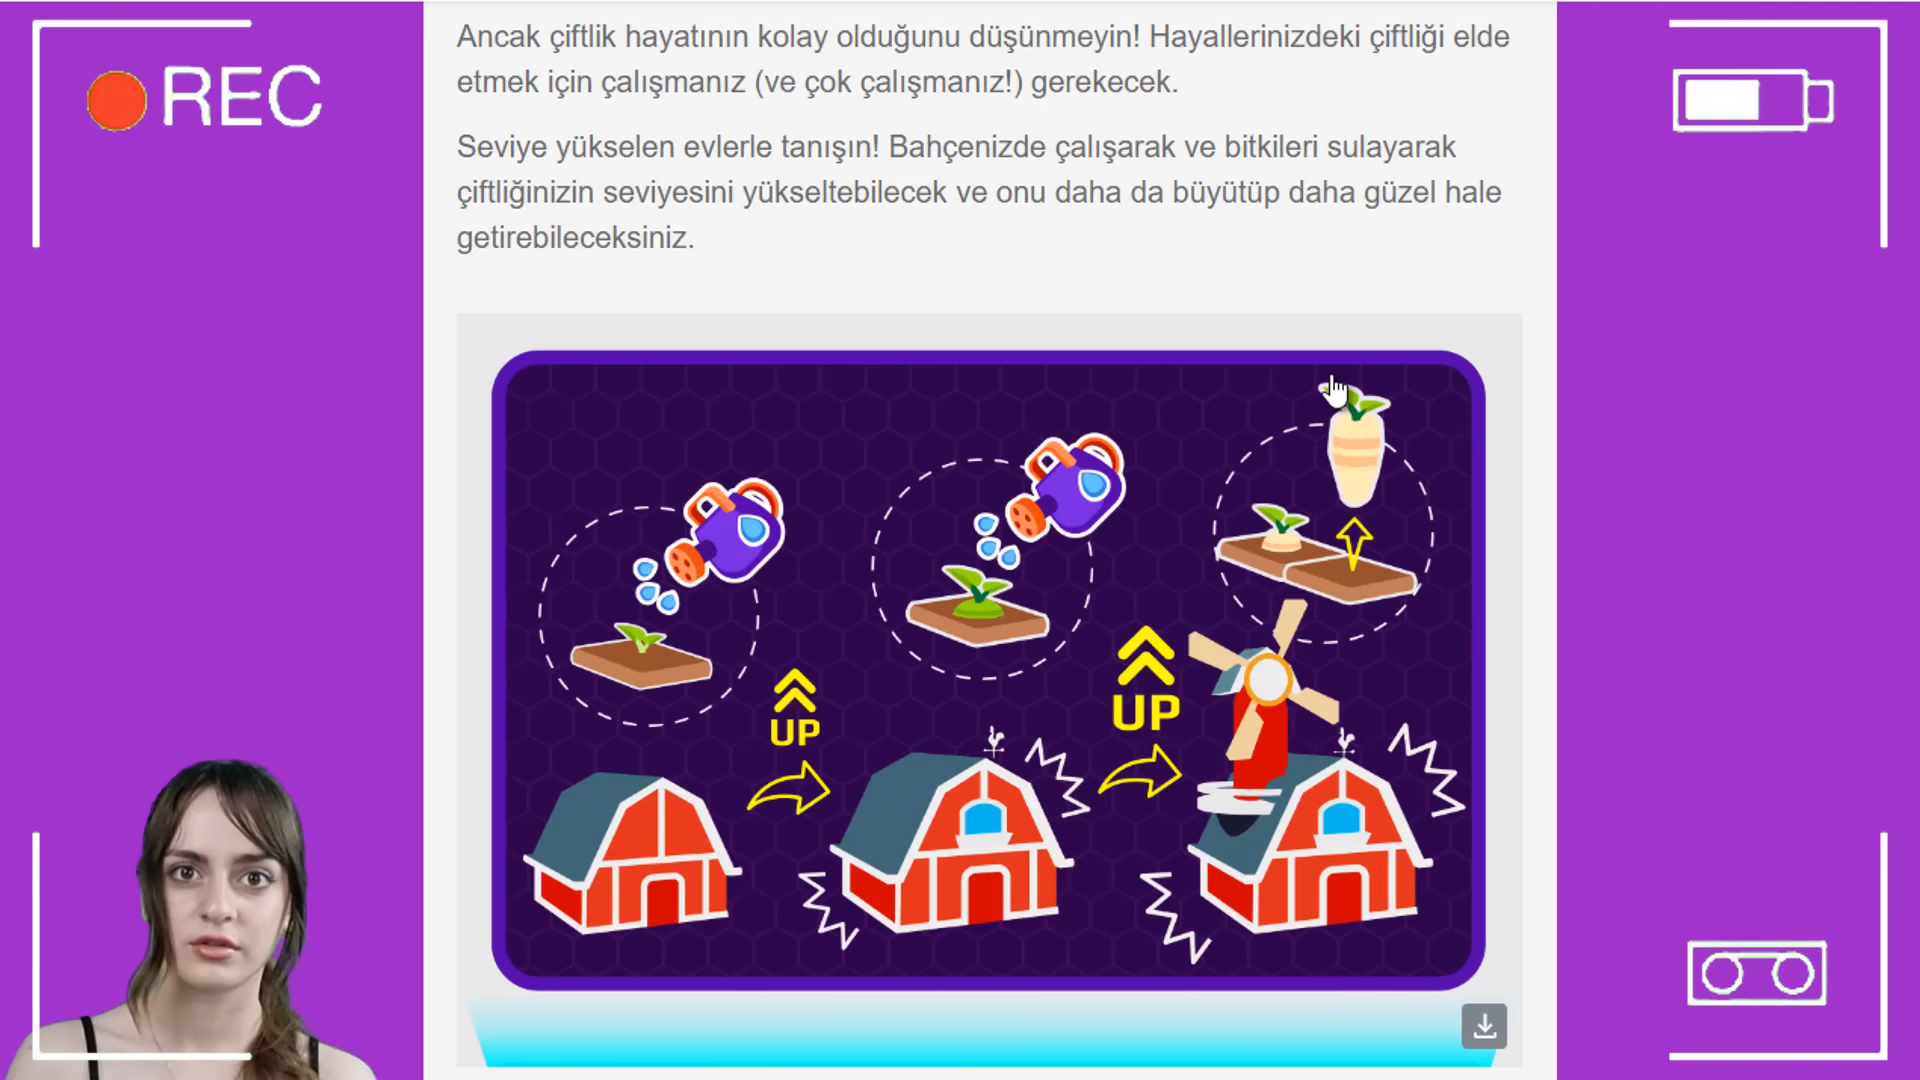 REC
Ancak çiftlik hayatının kolay olduğunu düşünmeyin! Hayallerinizdeki çiftliği elde
etmek için çalışmanız (ve çok çalışmanız!) gerekecek.
Seviye yükselen evlerle tanışın! Bahçenizde çalışarak ve bitkileri sulayarak
çiftliğinizin seviyesini yükseltebilecek ve onu daha da büyütüp daha güzel hale
getirebileceksiniz.
UP
UP